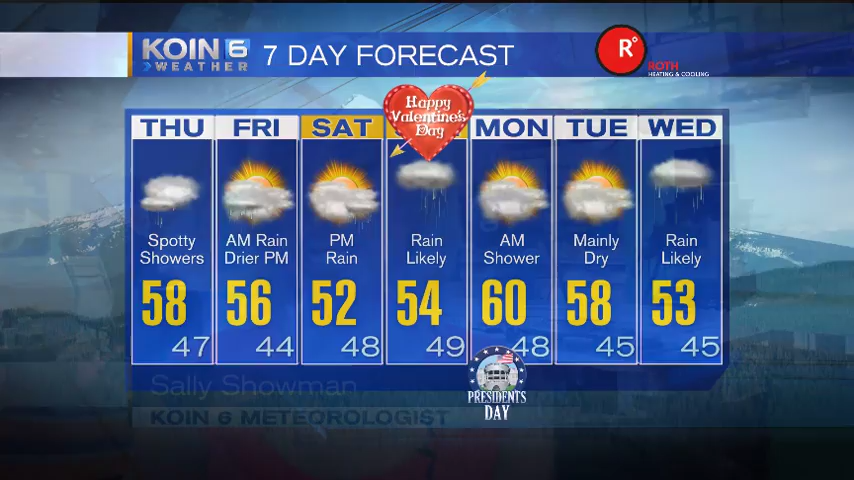 KOIN 6
WEATHER
7 DAY FORECAST
R°
ROTH
HEATING & COOLING
Happy
Valentine's
Day
THU FRI SAT MON TUE WED
Spotty
Showers
AM Rain
Drier PM
PM
Rain
Rain
Likely
AM
Shower
Mainly
Dry
Rain
Likely
58 56 52 54 60 58 53
47 44 48 49 48 45 45
Sally Showman
KOIN 6 METEOROLOGIST
PRESIDENTS
DAY